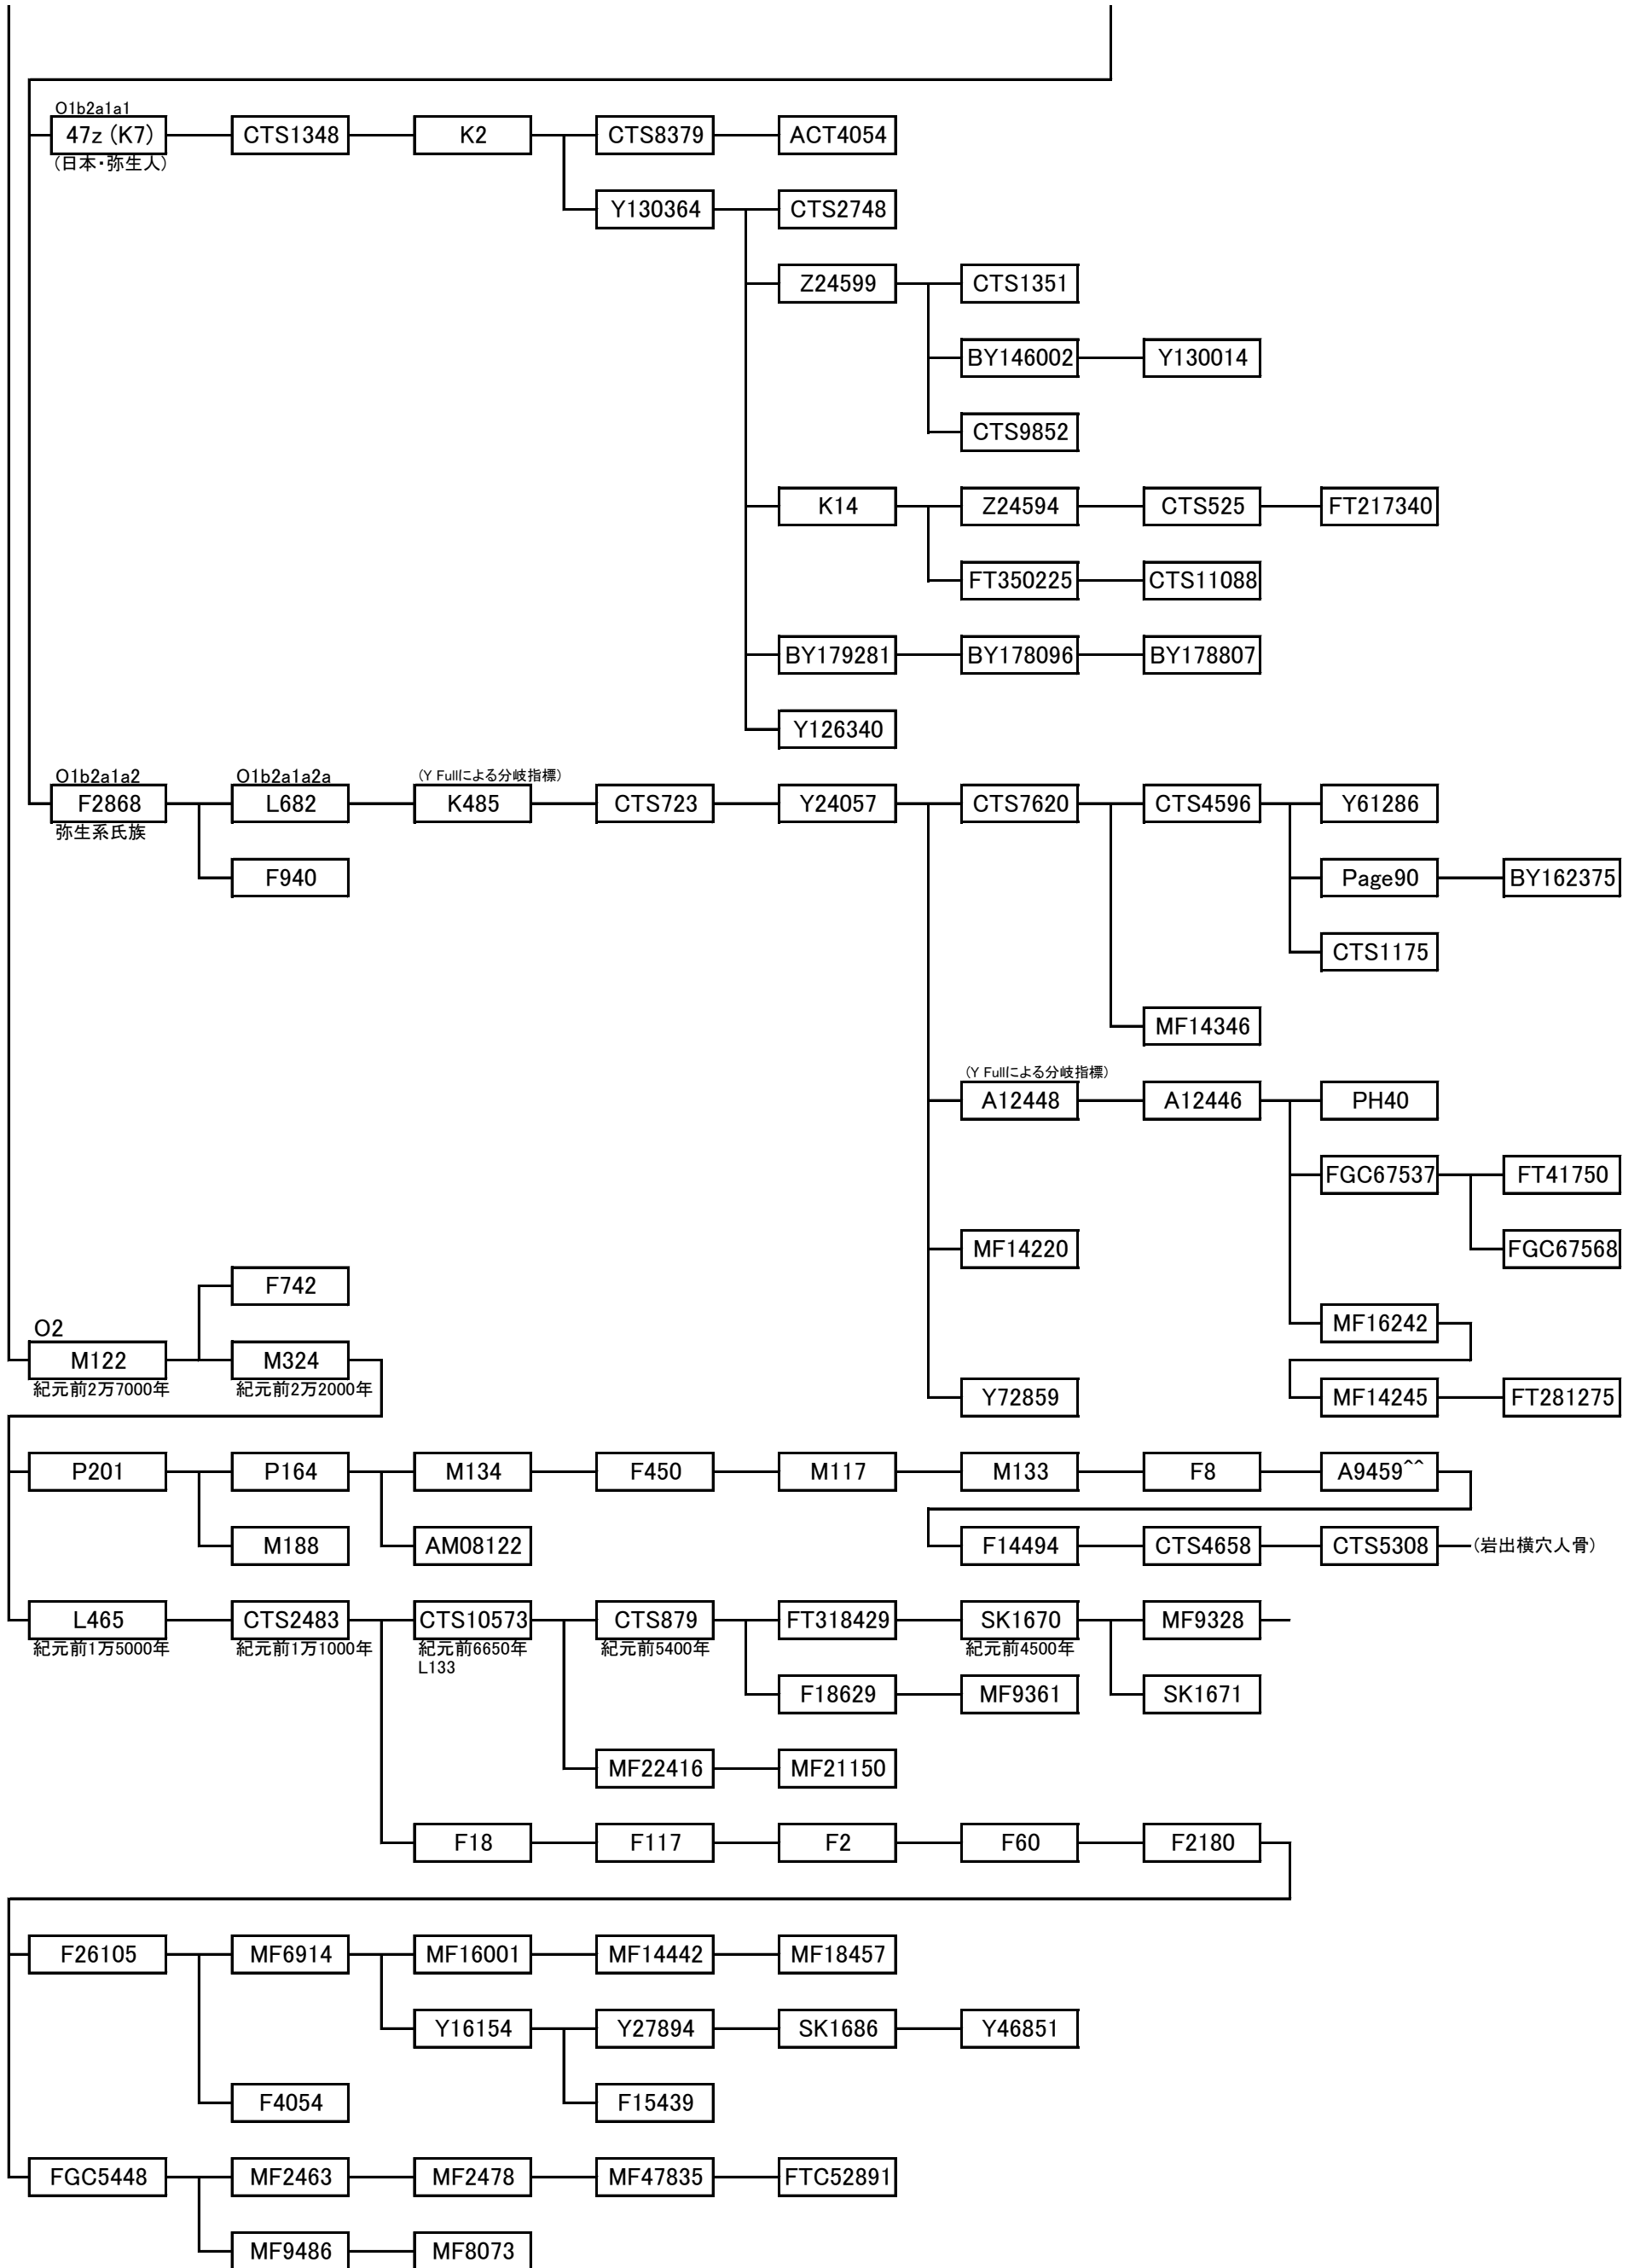 O1b2a1a1
47z (K7)
CTS1348
K2
CTS8379
ACT4054
(日本・弥生人)
Y130364
CTS2748
Z24599
CTS1351
BY146002
Y130014
CTS9852
K14
Z24594
CTS525
FT217340
FT350225
CTS11088
BY179281
BY178096
BY178807
Y126340
O1b2a1a2
O1b2a1a2a
(Y Fullによる分岐指標)
F2868
L682
K485
CTS723
Y24057
CTS7620
CTS4596
Y61286
弥生系氏族
F940
Page90
BY162375
CTS1175
MF14346
(Y Fullによる分岐指標)
A12448
A12446
PH40
FGC67537
FT41750
MF14220
FGC67568
F742
MF16242
O2
M122
M324
紀元前2万7000年
紀元前2万2000年
Y72859
MF14245
FT281275
P201
P164
M134
F450
M117
M133
F8
A9459^^
M188
AM08122
F14494
CTS4658
CTS5308
(岩出横穴人骨)
L465
CTS2483
CTS10573
CTS879
FT318429
SK1670
MF9328
紀元前1万5000年
紀元前1万1000年
紀元前6650年
紀元前5400年
紀元前4500年
L133
F18629
MF9361
SK1671
MF22416
MF21150
F18
F117
F2
F60
F2180
F26105
MF6914
MF16001
MF14442
MF18457
Y16154
Y27894
SK1686
Y46851
F4054
F15439
FGC5448
MF2463
MF2478
MF47835
FTC52891
MF9486
MF8073